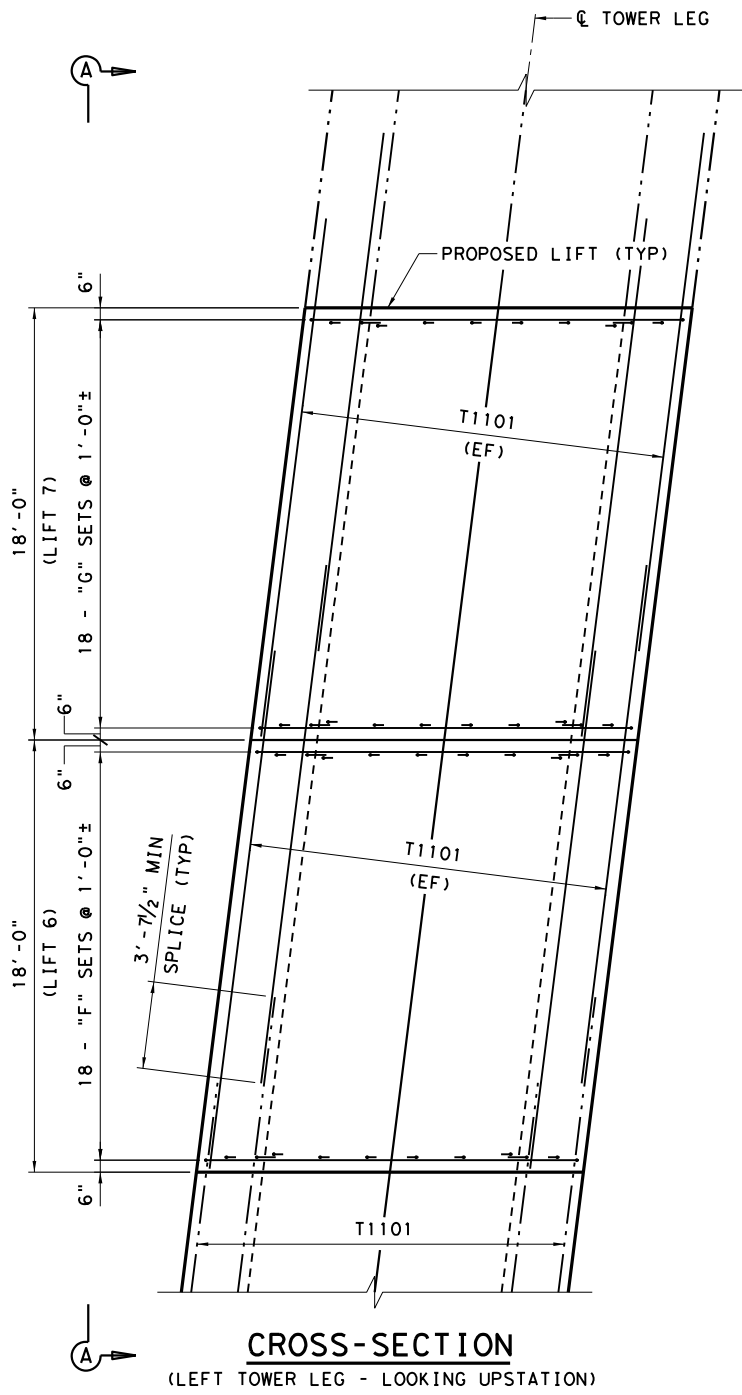 ℄ TOWER LEG
A
6"
PROPOSED LIFT (TYP)
T1101
(EF)
18'-0"
(LIFT 7)
18 - "G" SETS @ 1'-0"±
6"
6"
T1101
(EF)
3'-7½" MIN
SPLICE (TYP)
18'-0"
(LIFT 6)
18 - "F" SETS @ 1'-0"±
6"
T1101
A
CROSS-SECTION
(LEFT TOWER LEG - LOOKING UPSTATION)